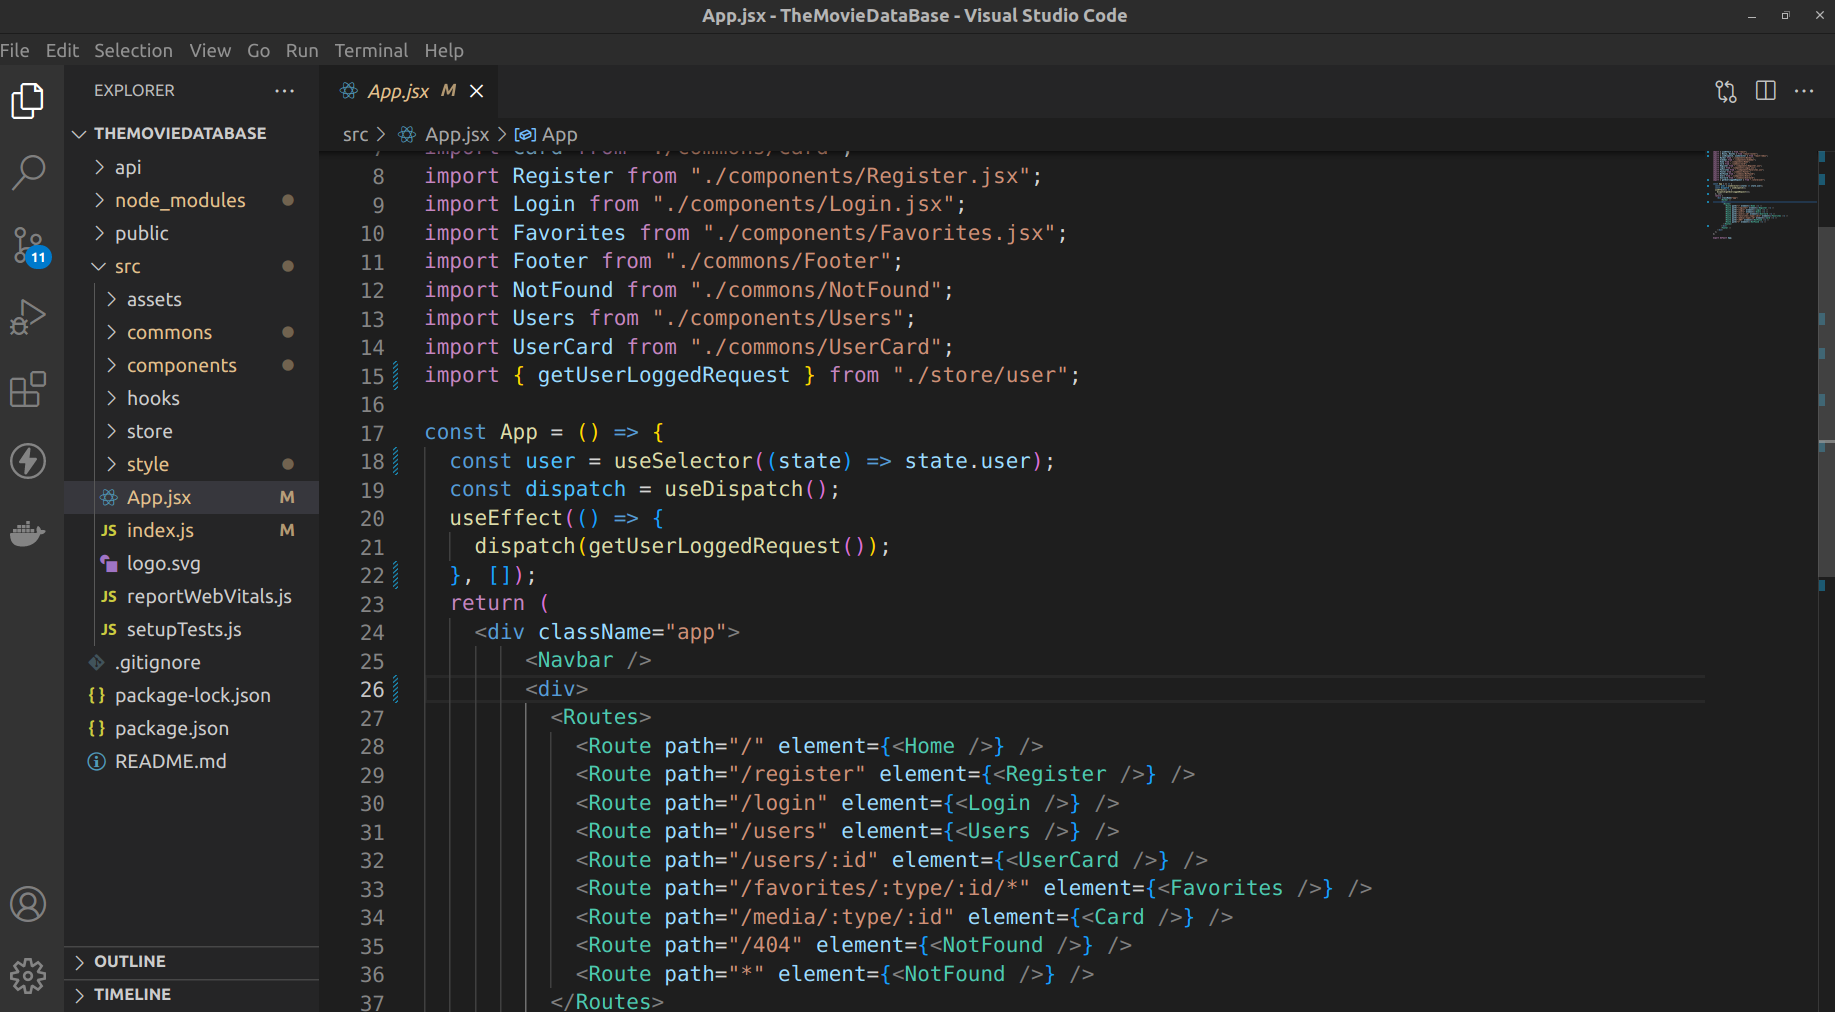 App.jsx - TheMovieDataBase - Visual Studio Code
File Edit Selection View Go Run Terminal Help
EXPLORER
THEMOVIEDATABASE
api
node_modules
public
src
assets
commons
components
hooks
store
style
App.jsx M
JS index.js M
logo.svg
JS reportWebVitals.js
JS setupTests.js
.gitignore
{} package-lock.json
{} package.json
README.md
OUTLINE
TIMELINE
11
App.jsx M
src > App.jsx > App
7 import Card from "./commons/Card";
8 import Register from "./components/Register.jsx";
9 import Login from "./components/Login.jsx";
10 import Favorites from "./components/Favorites.jsx";
11 import Footer from "./commons/Footer";
12 import NotFound from "./commons/NotFound";
13 import Users from "./components/Users";
14 import UserCard from "./commons/UserCard";
15 import { getUserLoggedRequest } from "./store/user";
16
17 const App = () => {
18 const user = useSelector((state) => state.user);
19 const dispatch = useDispatch();
20 useEffect(() => {
21 dispatch(getUserLoggedRequest());
22 }, []);
23 return (
24 <div className="app">
25 <Navbar />
26 <div>
27 <Routes>
28 <Route path="/" element={<Home />} />
29 <Route path="/register" element={<Register />} />
30 <Route path="/login" element={<Login />} />
31 <Route path="/users" element={<Users />} />
32 <Route path="/users/:id" element={<UserCard />} />
33 <Route path="/favorites/:type/:id/*" element={<Favorites />} />
34 <Route path="/media/:type/:id" element={<Card />} />
35 <Route path="/404" element={<NotFound />} />
36 <Route path="*" element={<NotFound />} />
37 </Routes>